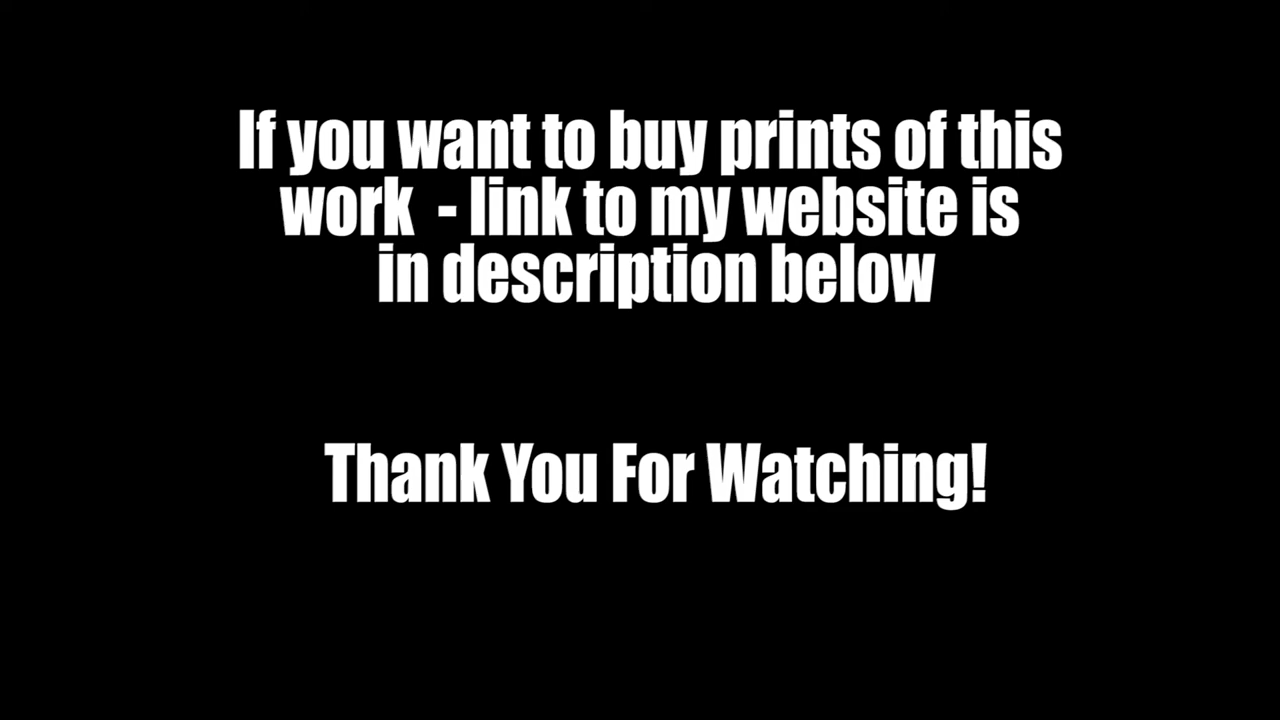 If you want to buy prints of this
work - link to my website is
in description below
Thank You For Watching!